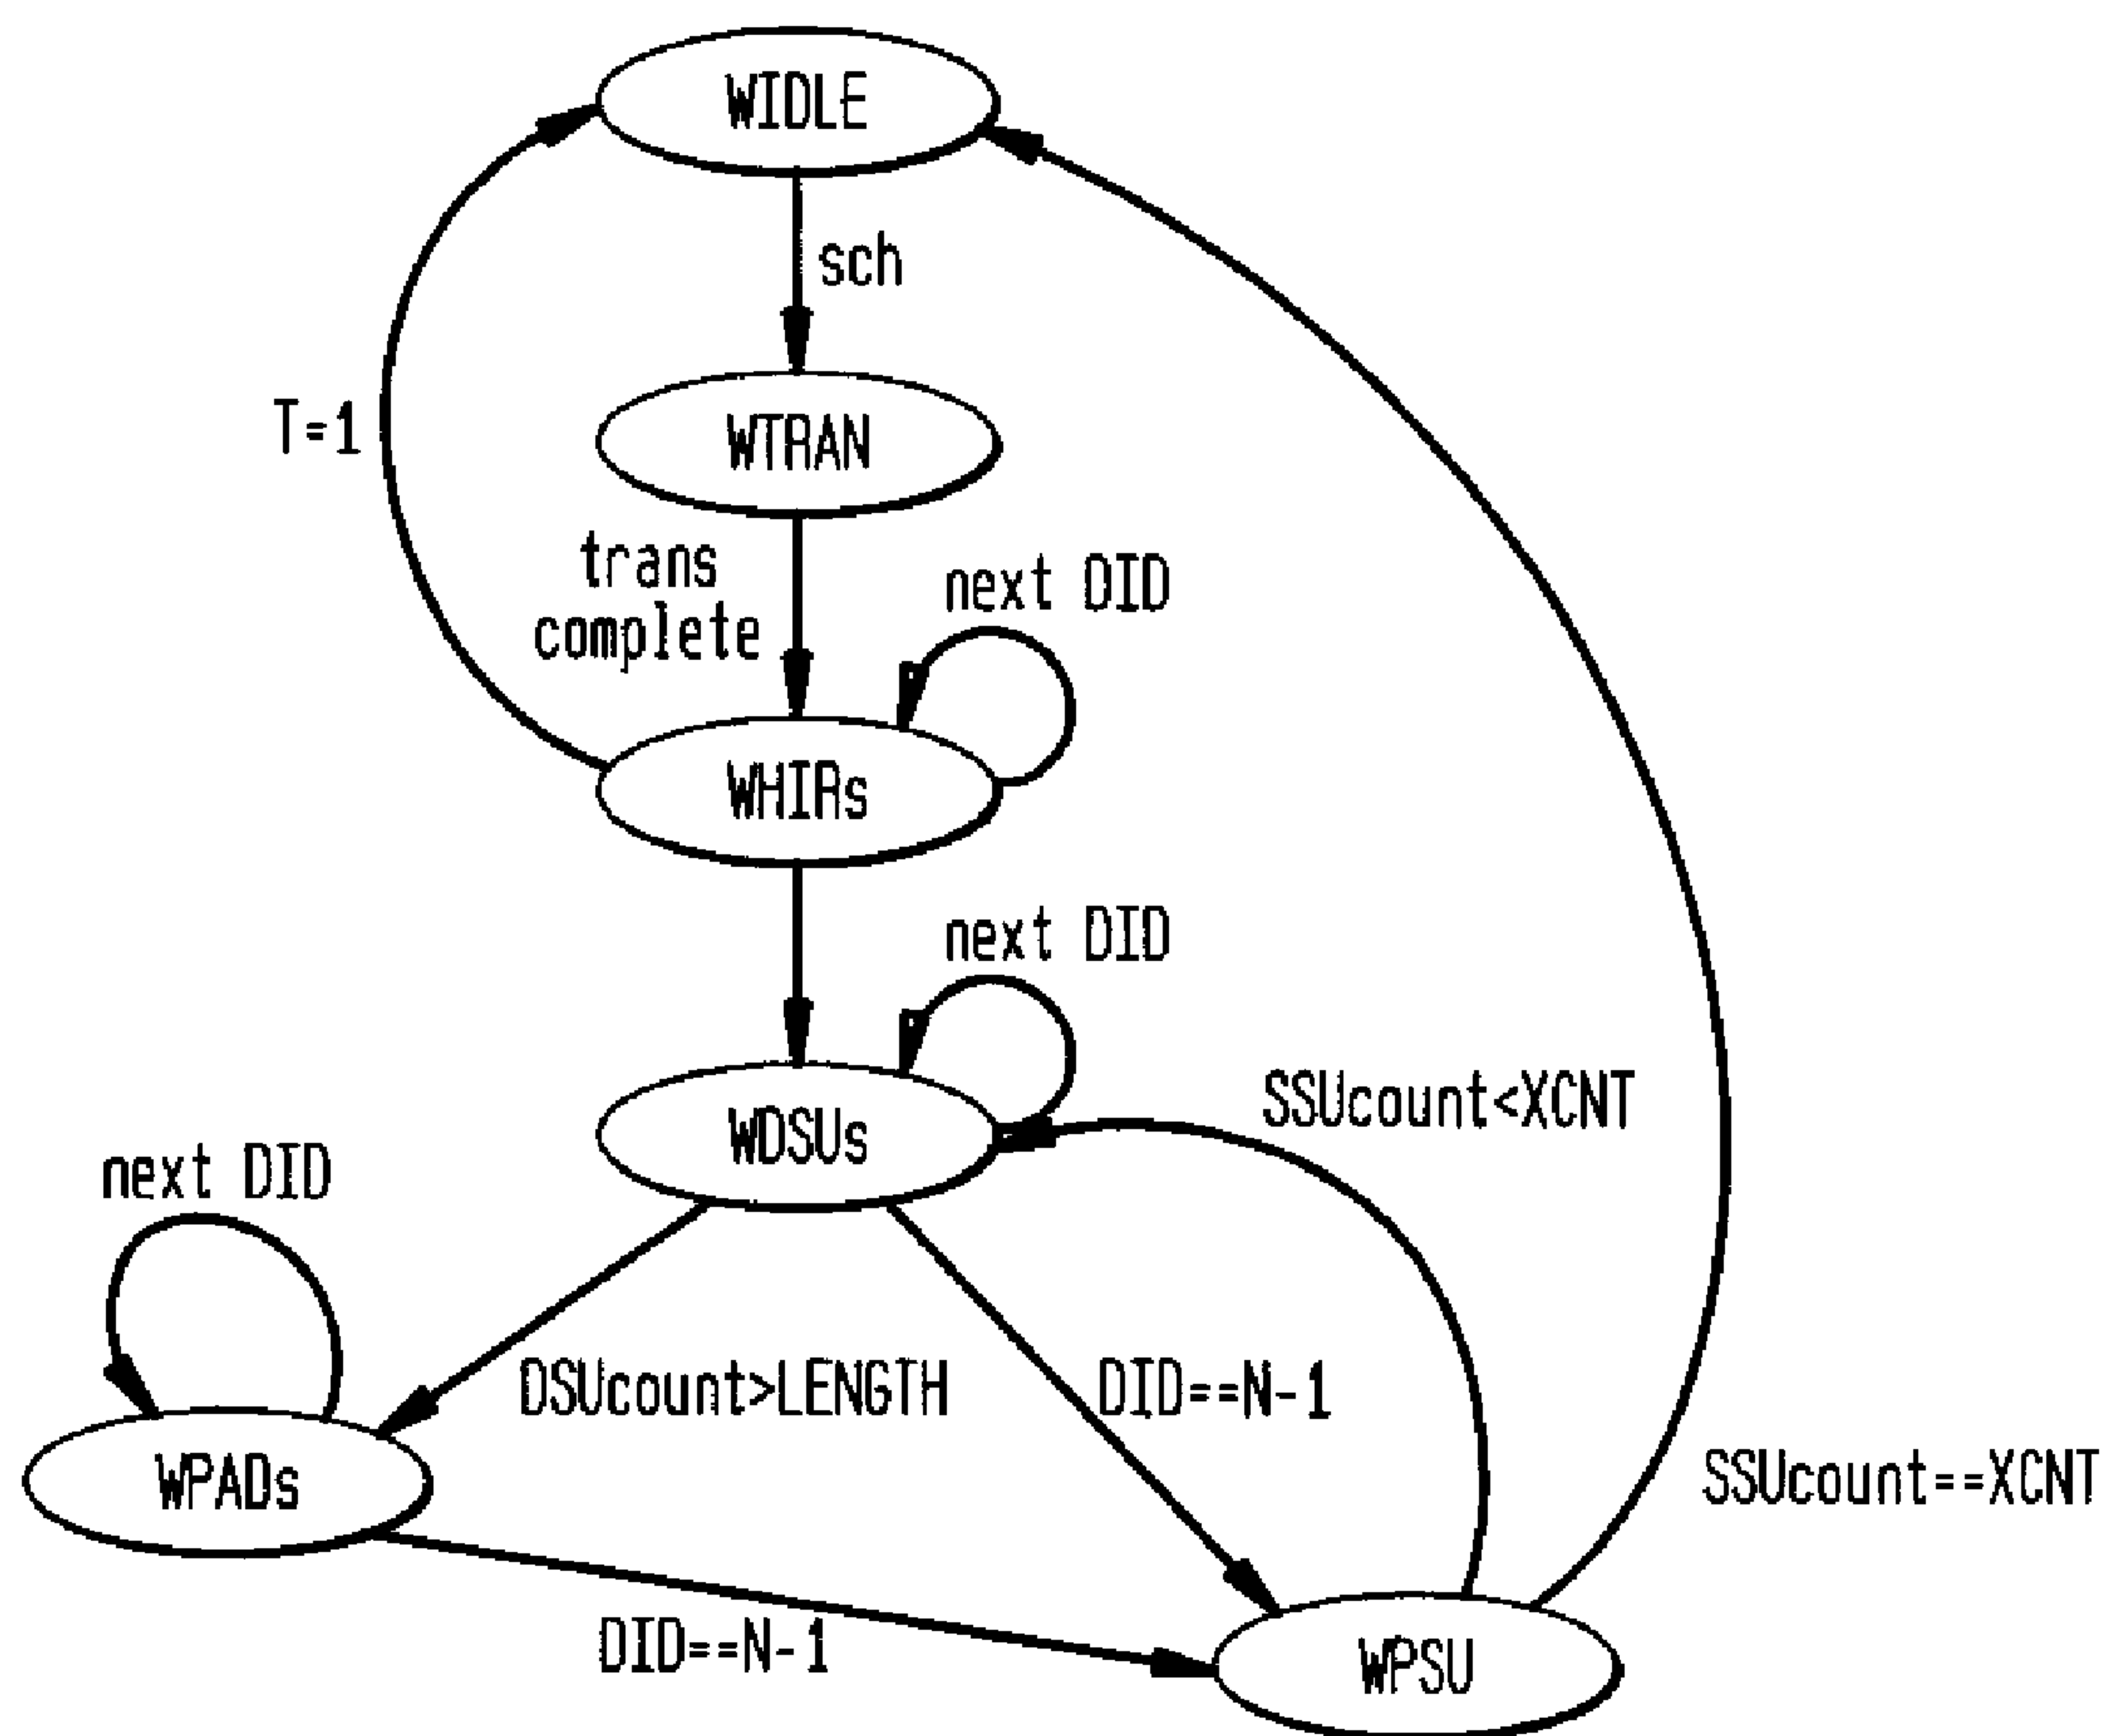 WIDLE
sch
T=1
WTRAN
trans
complete
next DID
WHIRs
next DID
SSUcount<XCNT
WDSUs
next DID
DSUcount>LENGTH
DID==N-1
WPADs
SSUcount==XCNT
DID==N-1
WPSU